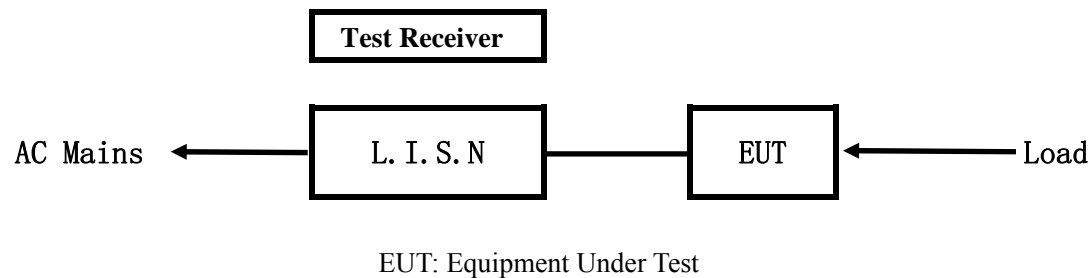 Test Receiver
AC Mains L.I.S.N EUT Load
EUT: Equipment Under Test